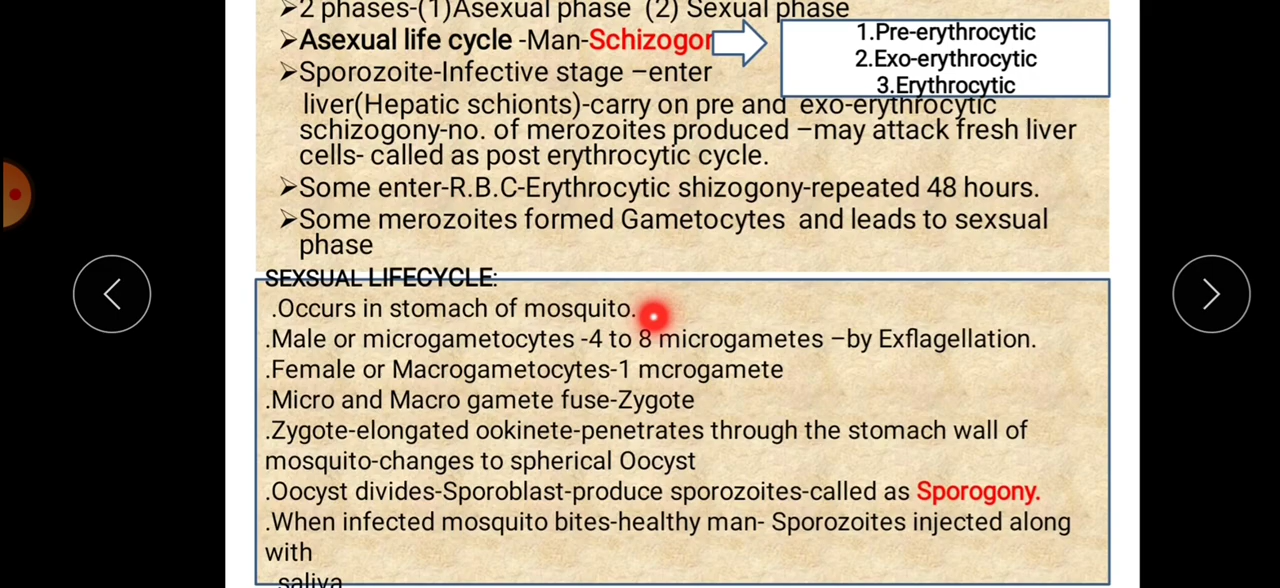 ➢2 phases-(1)Asexual phase (2) Sexual phase
➢Asexual life cycle -Man-Schizogon
1.Pre-erythrocytic
2.Exo-erythrocytic
3.Erythrocytic
➢Sporozoite-Infective stage –enter
liver(Hepatic schionts)-carry on pre and exo-erythrocytic
schizogony-no. of merozoites produced –may attack fresh liver
cells- called as post erythrocytic cycle.
➢Some enter-R.B.C-Erythrocytic shizogony-repeated 48 hours.
➢Some merozoites formed Gametocytes and leads to sexsual
phase
SEXSUAL LIFECYCLE:
.Occurs in stomach of mosquito.
.Male or microgametocytes -4 to 8 microgametes –by Exflagellation.
.Female or Macrogametocytes-1 mcrogamete
.Micro and Macro gamete fuse-Zygote
.Zygote-elongated ookinete-penetrates through the stomach wall of
mosquito-changes to spherical Oocyst
.Oocyst divides-Sporoblast-produce sporozoites-called as Sporogony.
.When infected mosquito bites-healthy man- Sporozoites injected along
with
saliva